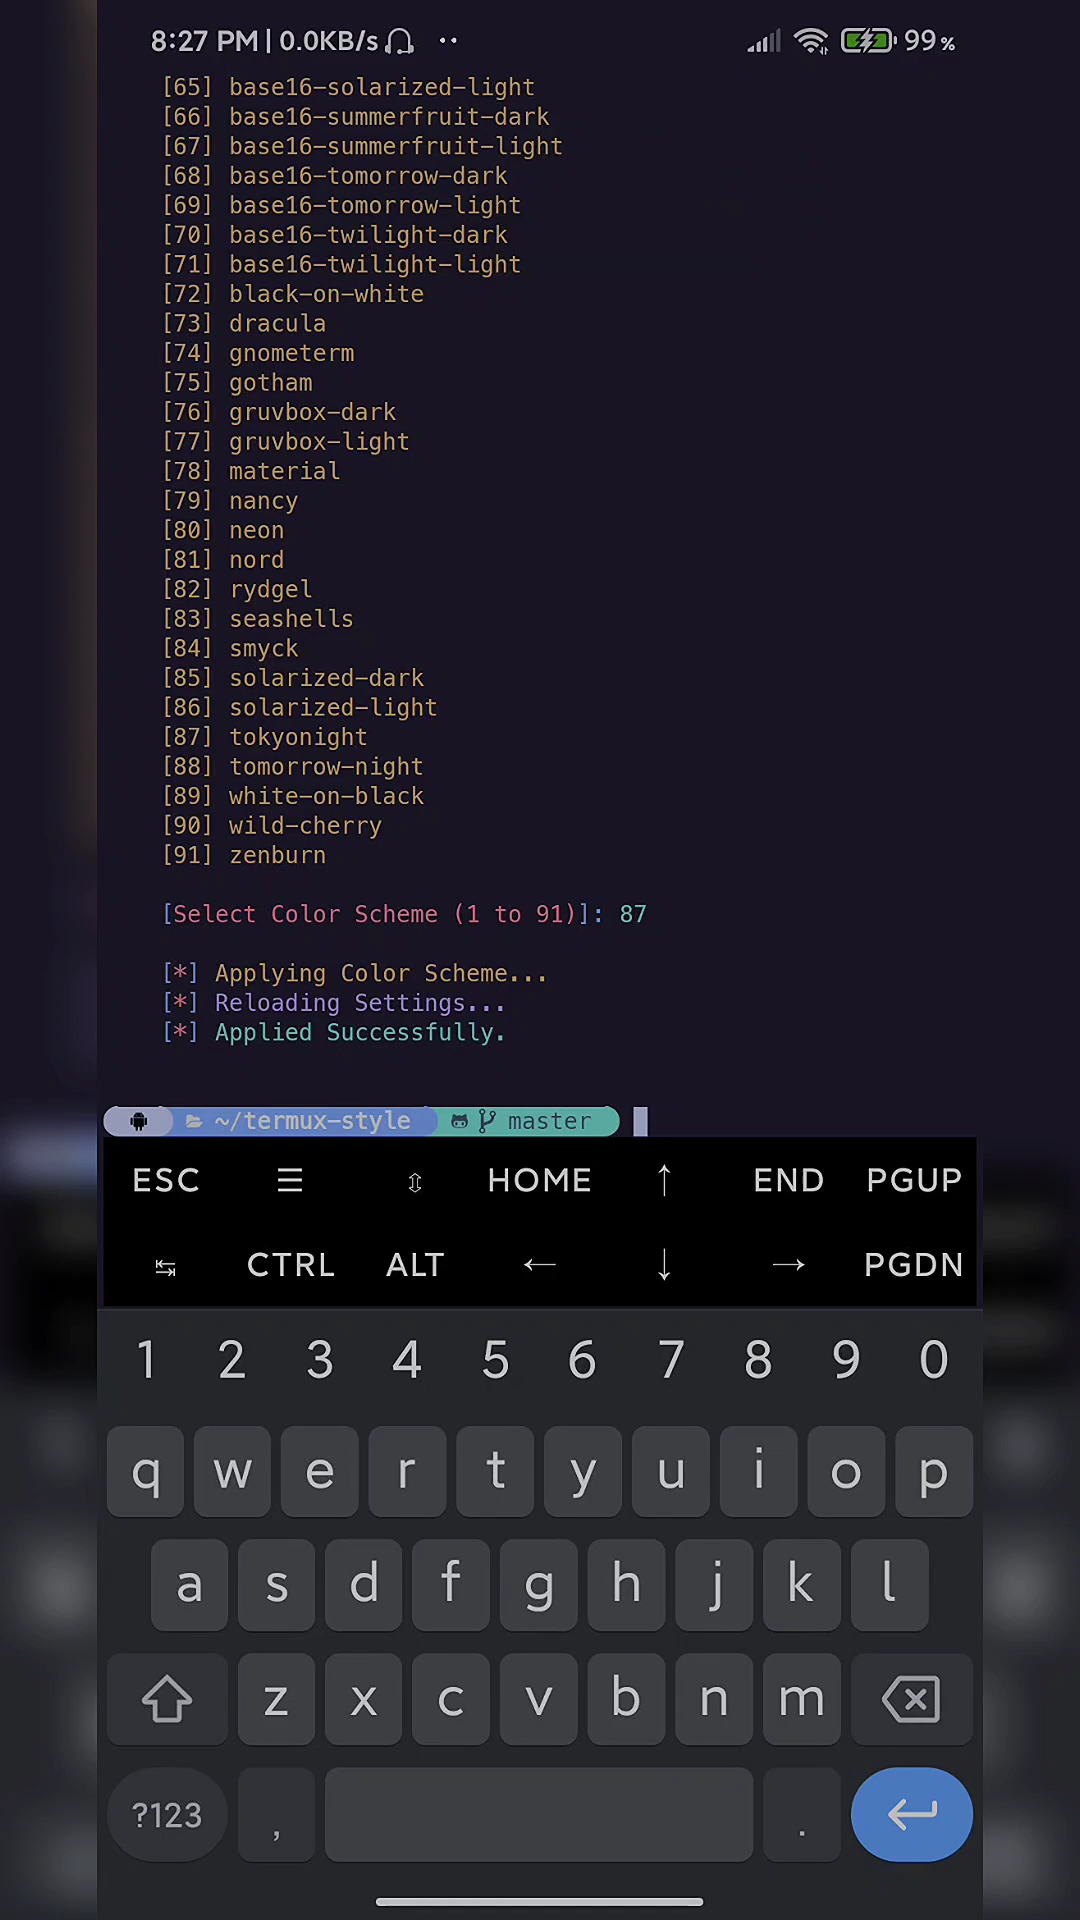 8:27 PM | 0.0KB/s 99%
[65] base16-solarized-light
[66] base16-summerfruit-dark
[67] base16-summerfruit-light
[68] base16-tomorrow-dark
[69] base16-tomorrow-light
[70] base16-twilight-dark
[71] base16-twilight-light
[72] black-on-white
[73] dracula
[74] gnometerm
[75] gotham
[76] gruvbox-dark
[77] gruvbox-light
[78] material
[79] nancy
[80] neon
[81] nord
[82] rydgel
[83] seashells
[84] smyck
[85] solarized-dark
[86] solarized-light
[87] tokyonight
[88] tomorrow-night
[89] white-on-black
[90] wild-cherry
[91] zenburn
[Select Color Scheme (1 to 91)]: 87
[*] Applying Color Scheme...
[*] Reloading Settings...
[*] Applied Successfully.
~/termux-style master
ESC ☰ ⇳ HOME ↑ END PGUP
↹ CTRL ALT ← ↓ → PGDN
1 2 3 4 5 6 7 8 9 0
q w e r t y u i o p
a s d f g h j k l
z x c v b n m
?123 , .